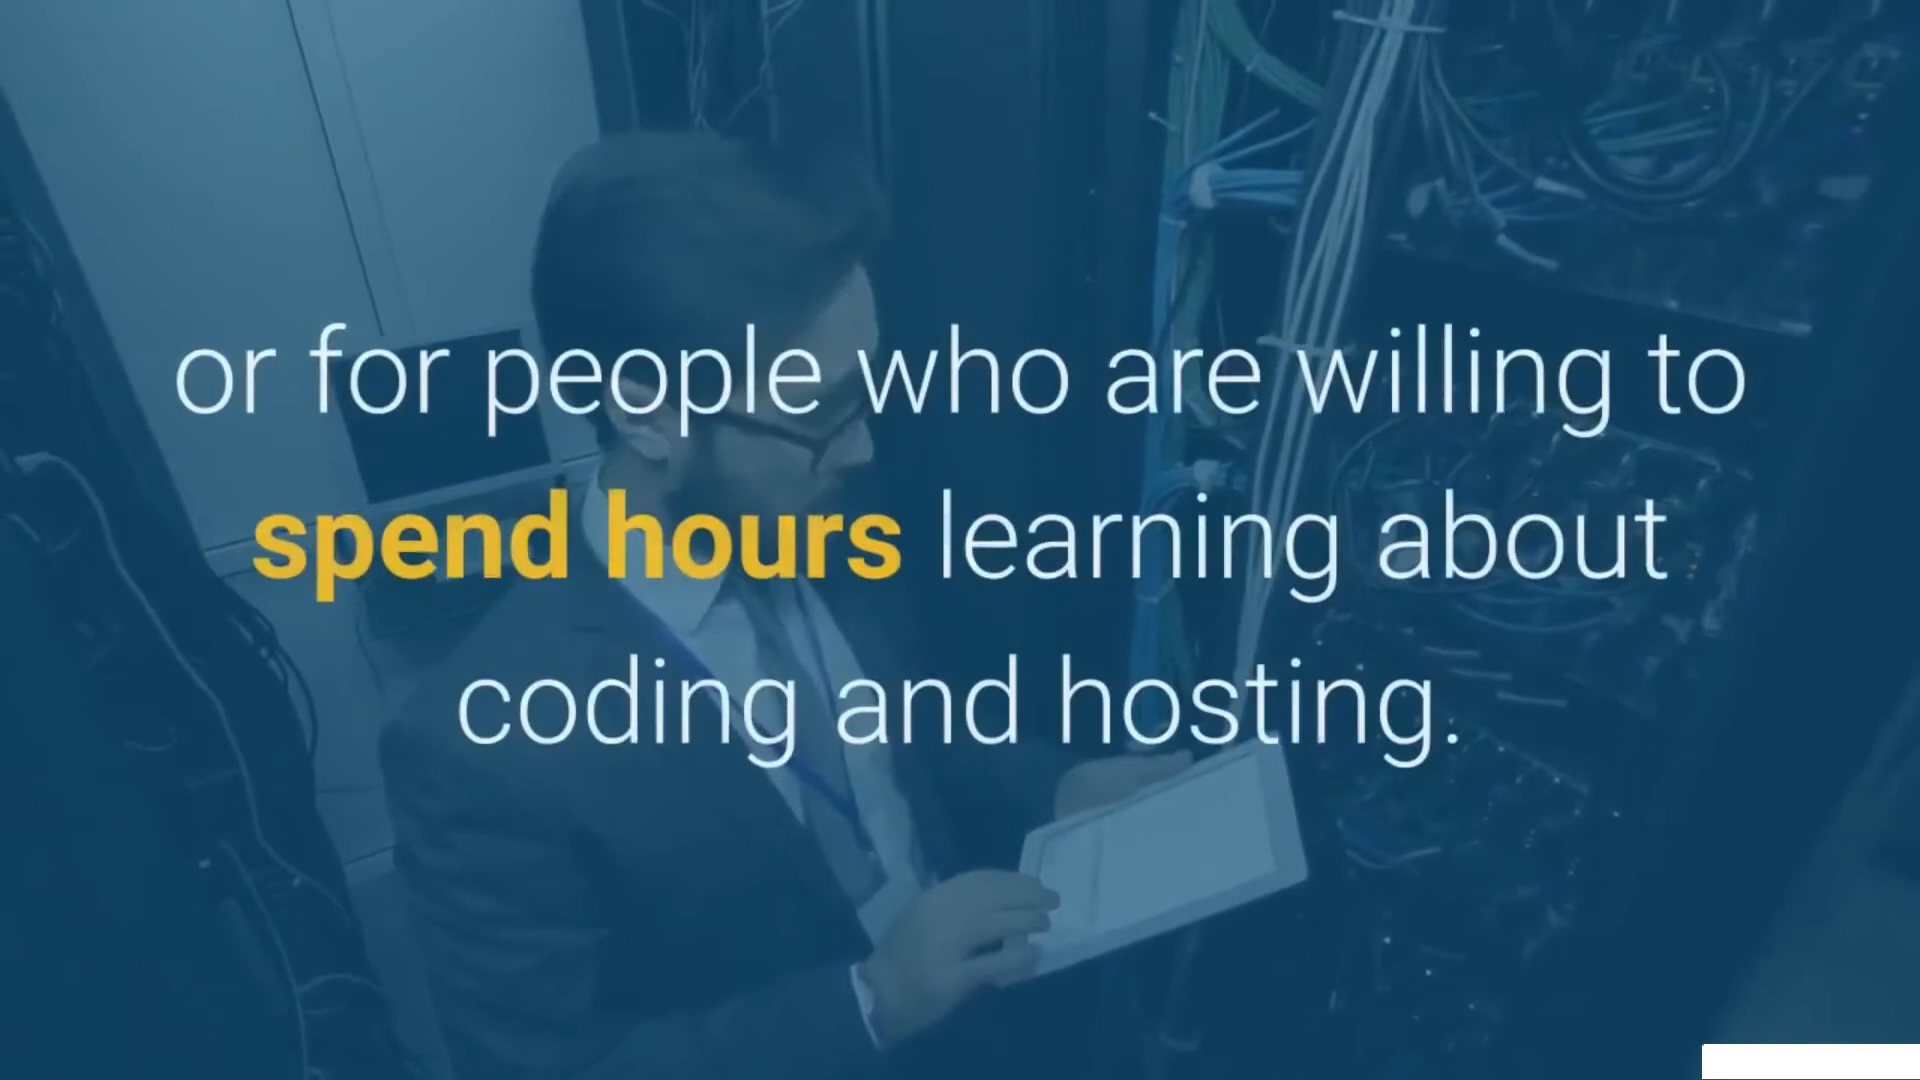 or for people who are willing to
spend hours learning about
coding and hosting.